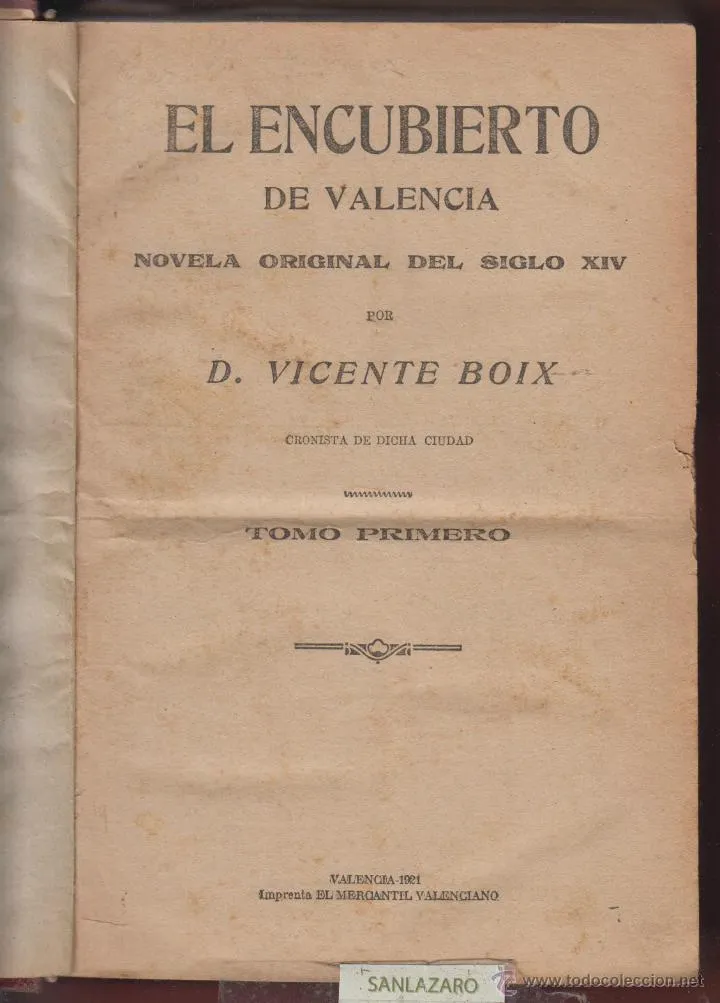 EL ENCUBIERTO
DE VALENCIA
NOVELA ORIGINAL DEL SIGLO XIV
POR
D. VICENTE BOIX
CRONISTA DE DICHA CIUDAD
TOMO PRIMERO
VALENCIA-1921
Imprenta EL MERCANTIL VALENCIANO
SANLAZARO
www.todocoleccion.net